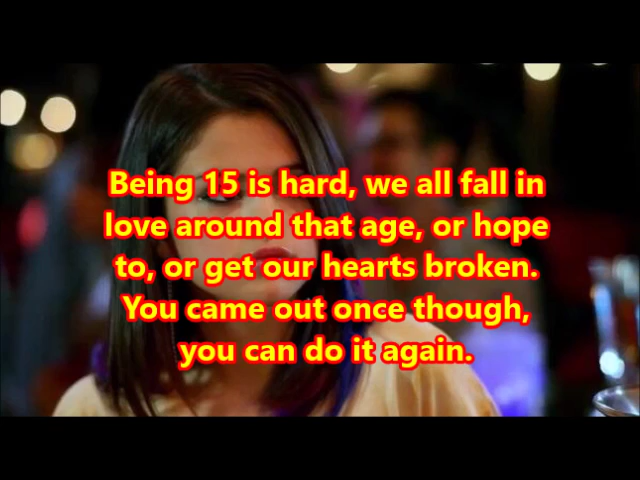 Being 15 is hard, we all fall in
love around that age, or hope
to, or get our hearts broken.
You came out once though,
you can do it again.